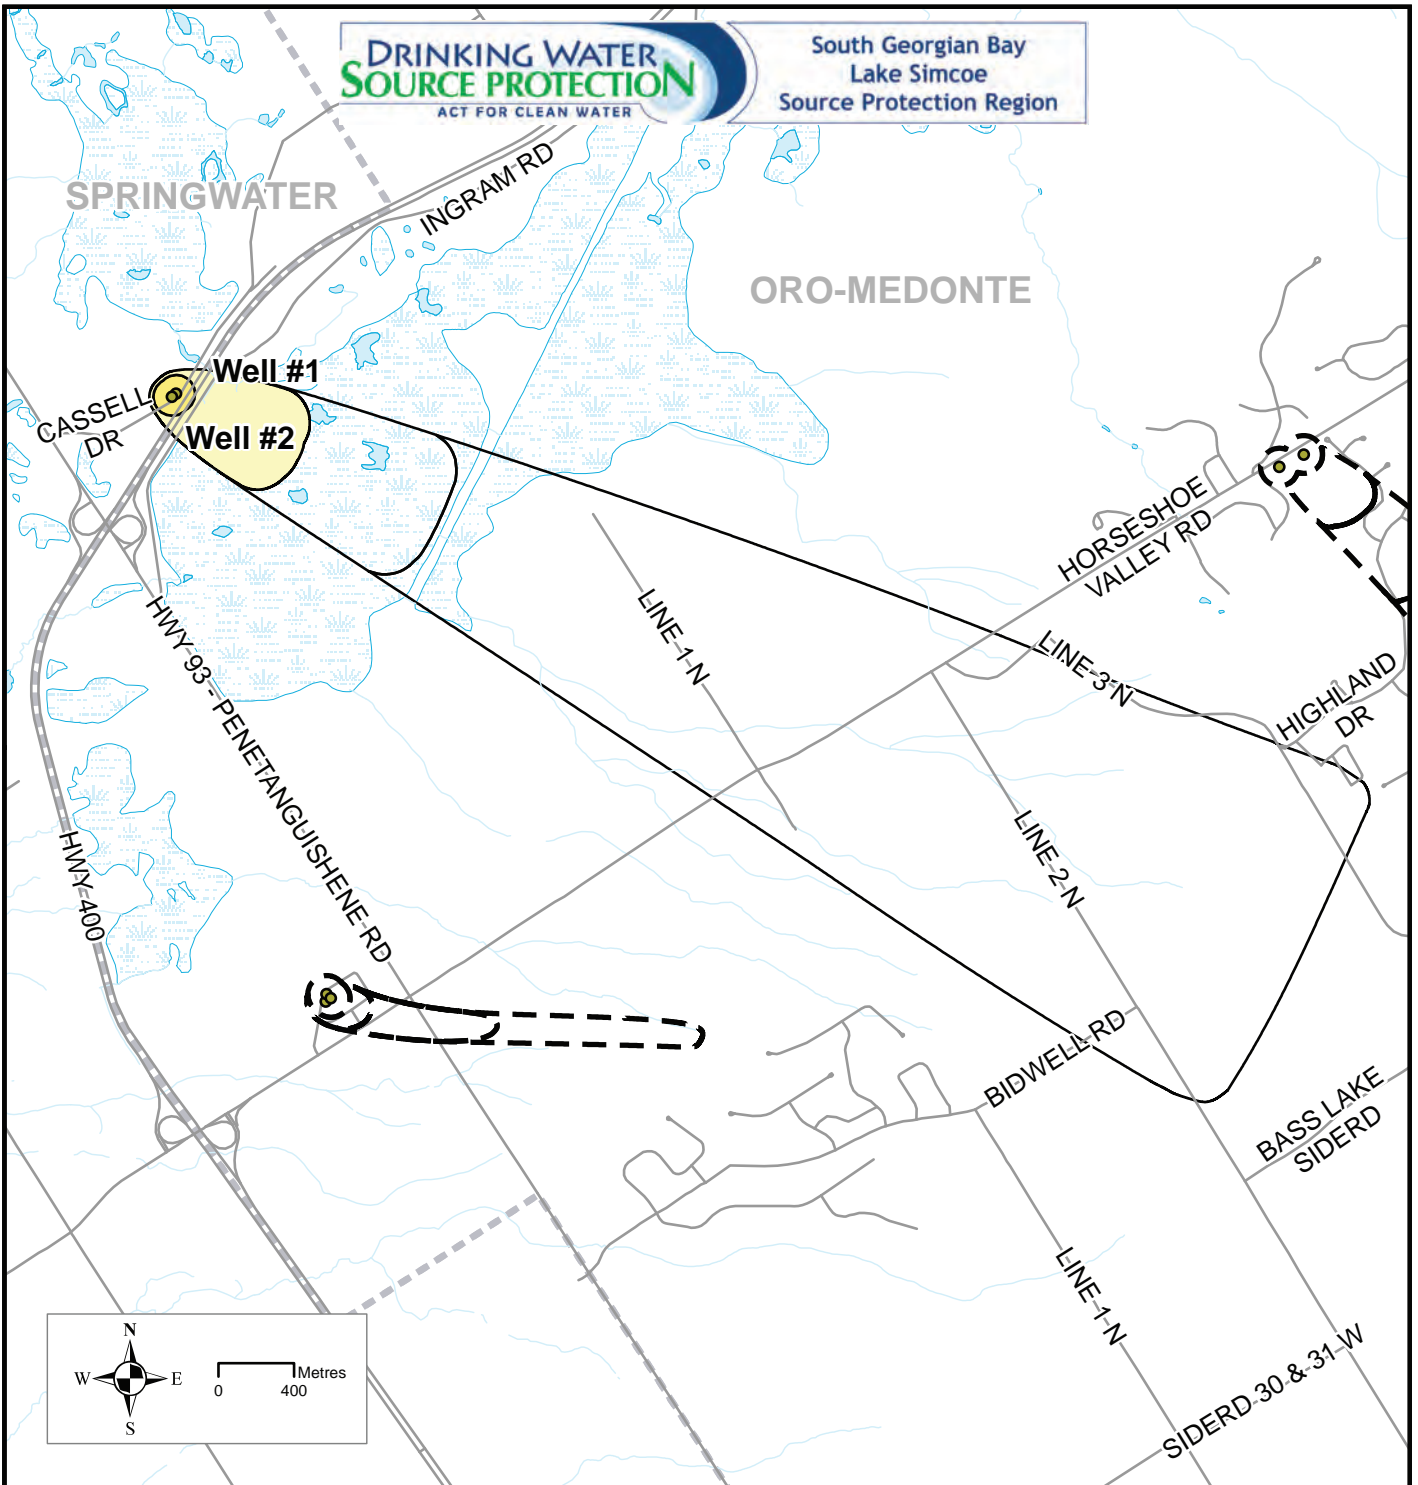 DRINKING WATER
SOURCE PROTECTION
ACT FOR CLEAN WATER
South Georgian Bay
Lake Simcoe
Source Protection Region
SPRINGWATER
INGRAM RD
ORO-MEDONTE
Well #1
CASSELL
DR
Well #2
HORSESHOE
VALLEY RD
LINE 1 N
HWY 93 - PENETANGUISHENE RD
LINE 3 N
HIGHLAND
DR
HWY 400
LINE 2 N
BIDWELL RD
BASS LAKE
SIDERD
LINE 1 N
SIDERD 30 & 31 W
N
W
E
S
Metres
0
400